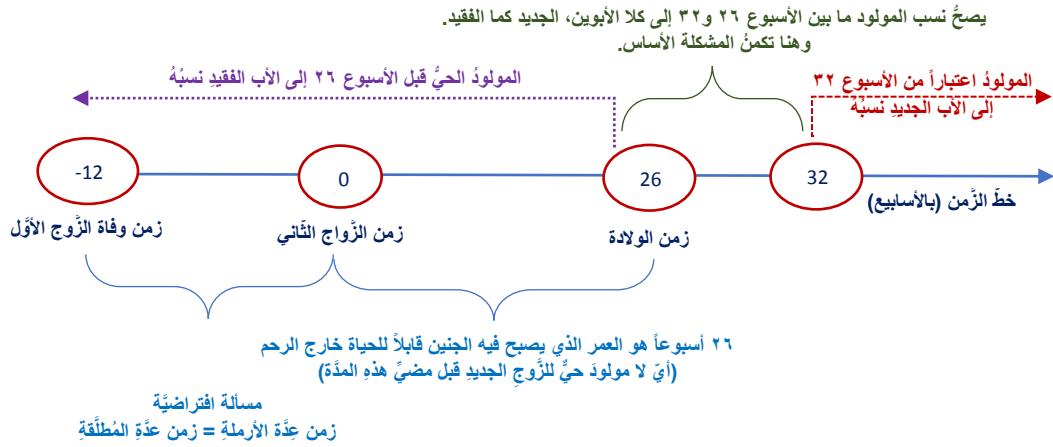 يصحُّ نسب المولود ما بين الأسبوع ٢٦ و٣٢ إلى كلا الأبوين، الجديد كما الفقيد.
وهنا تكمنُ المشكلة الأساس.
المولودُ اعتباراً من الأسبوع ٣٢
إلى الأب الجديدِ نسبُهُ
المولودُ الحيُّ قبل الأسبوع ٢٦ إلى الأب الفقيدِ نسبُهُ
-12
0
26
32
خطّ الزَّمن (بالأسابيع)
زمن وفاة الزَّوج الأوَّل
زمن الزَّواج الثَّاني
زمن الولادة
٢٦ أسبوعاً هو العمر الذي يصبح فيه الجنين قابلاً للحياة خارج الرحم
(أيّ لا مولودَ حيٌّ للزَّوجِ الجديدِ قبل مضيِّ هذهِ المدَّة)
مسألة افتراضيَّة
زمن عِدَّة الأرملةِ = زمن عدَّةِ المُطلَّقةِ